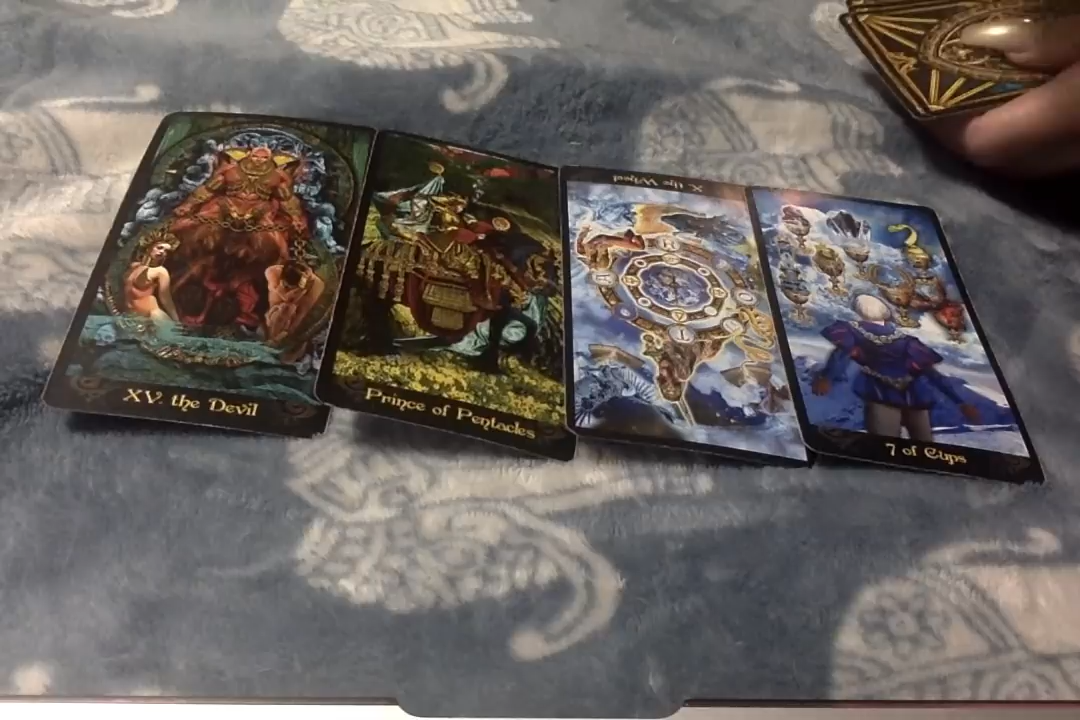 XV. the Devil
Prince of Pentacles
X. the Wheel
7 of Cups